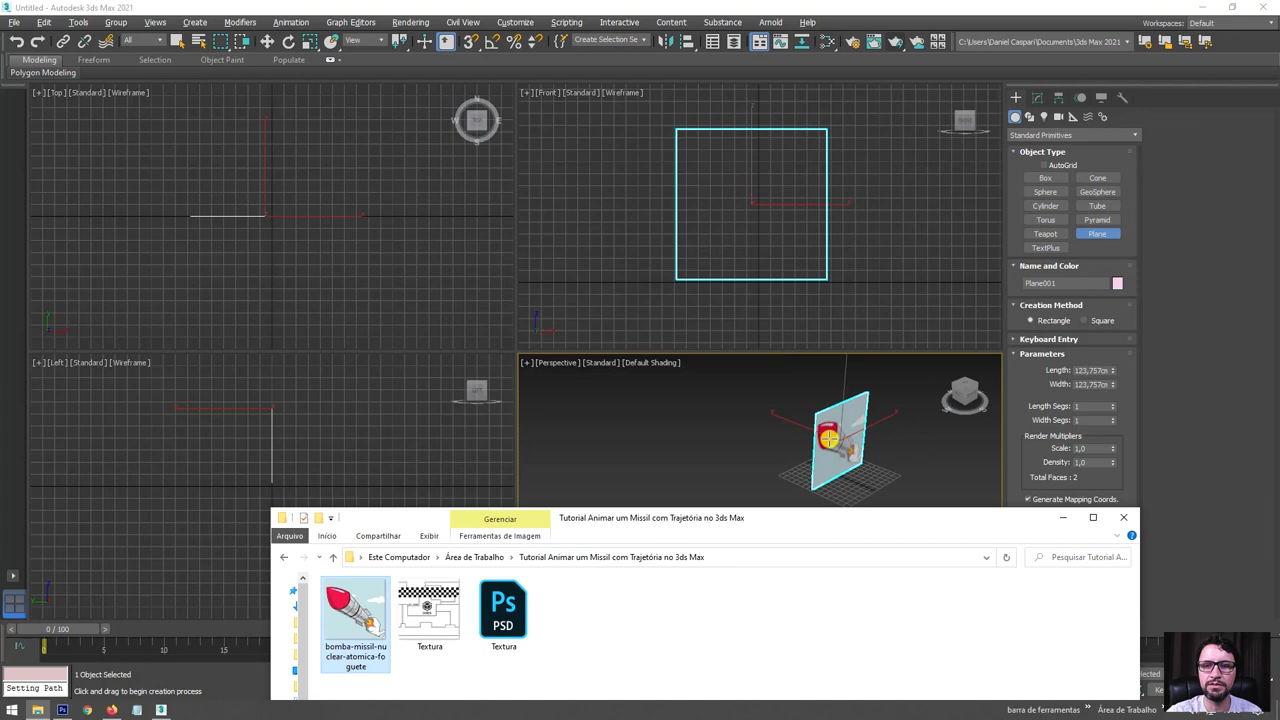 Untitled - Autodesk 3ds Max 2021
File Edit Tools Group Views Create Modifiers Animation Graph Editors Rendering Civil View Customize Scripting Interactive Content Substance Arnold Help
Workspaces: Default
All
View
Create Selection Se
C:\Users\Daniel Caspari\Documents\3ds Max 2021
Modeling Freeform Selection Object Paint Populate
Polygon Modeling
[+] [Top] [Standard] [Wireframe]
[+] [Front] [Standard] [Wireframe]
[+] [Left] [Standard] [Wireframe]
[+] [Perspective] [Standard] [Default Shading]
Standard Primitives
Object Type
AutoGrid
Box Cone
Sphere GeoSphere
Cylinder Tube
Torus Pyramid
Teapot Plane
TextPlus
Name and Color
Plane001
Creation Method
Rectangle Square
Keyboard Entry
Parameters
Length: 123,757cm
Width: 123,757cm
Length Segs: 1
Width Segs: 1
Render Multipliers
Scale: 1,0
Density: 1,0
Total Faces : 2
Generate Mapping Coords.
Gerenciar
Tutorial Animar um Missil com Trajetória no 3ds Max
Arquivo Início Compartilhar Exibir Ferramentas de Imagem
Este Computador > Área de Trabalho > Tutorial Animar um Missil com Trajetória no 3ds Max
Pesquisar Tutorial A...
Ps
PSD
bomba-missil-nu
clear-atomica-fo
guete
Textura
Textura
0 / 100
0 5 10 15
Setting Path
1 Object Selected
Click and drag to begin creation process
barra de ferramentas
Área de Trabalho